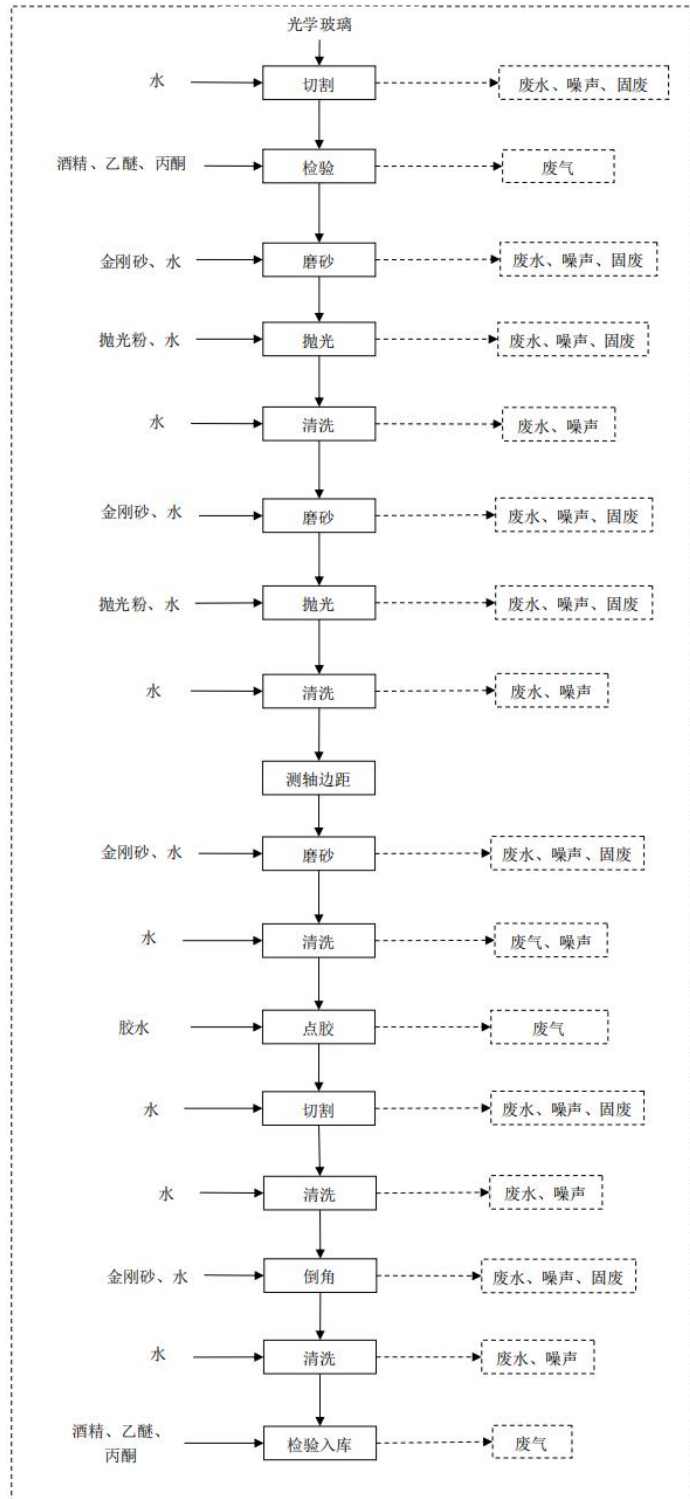 光学玻璃
水
切割
废水、噪声、固废
酒精、乙醚、丙酮
检验
废气
金刚砂、水
磨砂
废水、噪声、固废
抛光粉、水
抛光
废水、噪声、固废
水
清洗
废水、噪声
金刚砂、水
磨砂
废水、噪声、固废
抛光粉、水
抛光
废水、噪声、固废
水
清洗
废水、噪声
测轴边距
金刚砂、水
磨砂
废水、噪声、固废
水
清洗
废气、噪声
胶水
点胶
废气
水
切割
废水、噪声、固废
水
清洗
废水、噪声
金刚砂、水
倒角
废水、噪声、固废
水
清洗
废水、噪声
酒精、乙醚、
丙酮
检验入库
废气